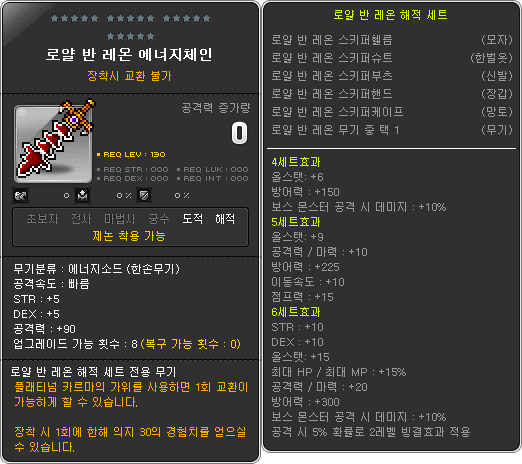 로얄 반 레온 에너지체인
장착시 교환 불가
공격력 증가량
0
REQ LEV : 130
REQ STR : 000 REQ LUK : 000
REQ DEX : 000 REQ INT : 000
0 % %
초보자 전사 마법사 궁수 도적 해적
제논 착용 가능
무기분류 : 에너지소드 (한손무기)
공격속도 : 빠름
STR : +5
DEX : +5
공격력 : +90
업그레이드 가능 횟수 : 8 (복구 가능 횟수 : 0)
로얄 반 레온 해적 세트 전용 무기
플래티넘 카르마의 가위를 사용하면 1회 교환이
가능하게 할 수 있습니다.
장착 시 1회에 한해 의지 30의 경험치를 얻으실
수 있습니다.
로얄 반 레온 해적 세트
로얄 반 레온 스키퍼헬름 (모자)
로얄 반 레온 스키퍼슈트 (한벌옷)
로얄 반 레온 스키퍼부츠 (신발)
로얄 반 레온 스키퍼핸드 (장갑)
로얄 반 레온 스키퍼케이프 (망토)
로얄 반 레온 무기 중 택 1 (무기)
4세트효과
올스탯: +6
방어력 : +150
보스 몬스터 공격 시 데미지 : +10%
5세트효과
올스탯: +9
공격력 / 마력 : +10
방어력 : +225
이동속도 : +10
점프력 : +15
6세트효과
STR : +10
DEX : +10
올스탯: +15
최대 HP / 최대 MP : +15%
공격력 / 마력 : +20
방어력 : +300
보스 몬스터 공격 시 데미지 : +10%
공격 시 5% 확률로 2레벨 빙결효과 적용